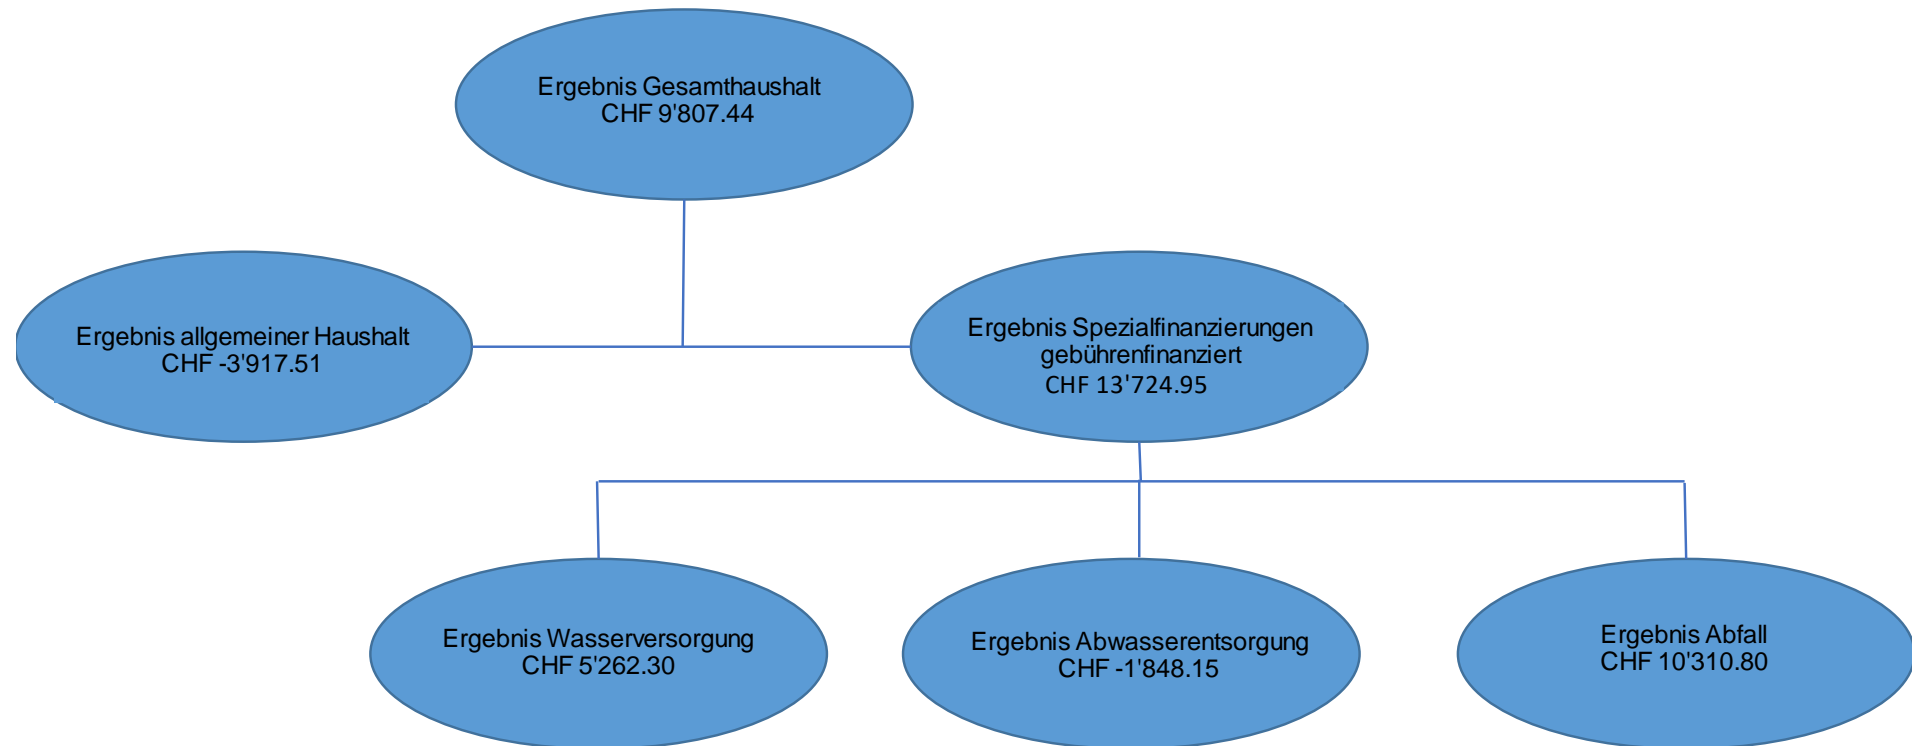 Ergebnis Gesamthaushalt
CHF 9'807.44
Ergebnis allgemeiner Haushalt
CHF -3'917.51
Ergebnis Spezialfinanzierungen
gebührenfinanziert
CHF 13'724.95
Ergebnis Wasserversorgung
CHF 5'262.30
Ergebnis Abwasserentsorgung
CHF -1'848.15
Ergebnis Abfall
CHF 10'310.80